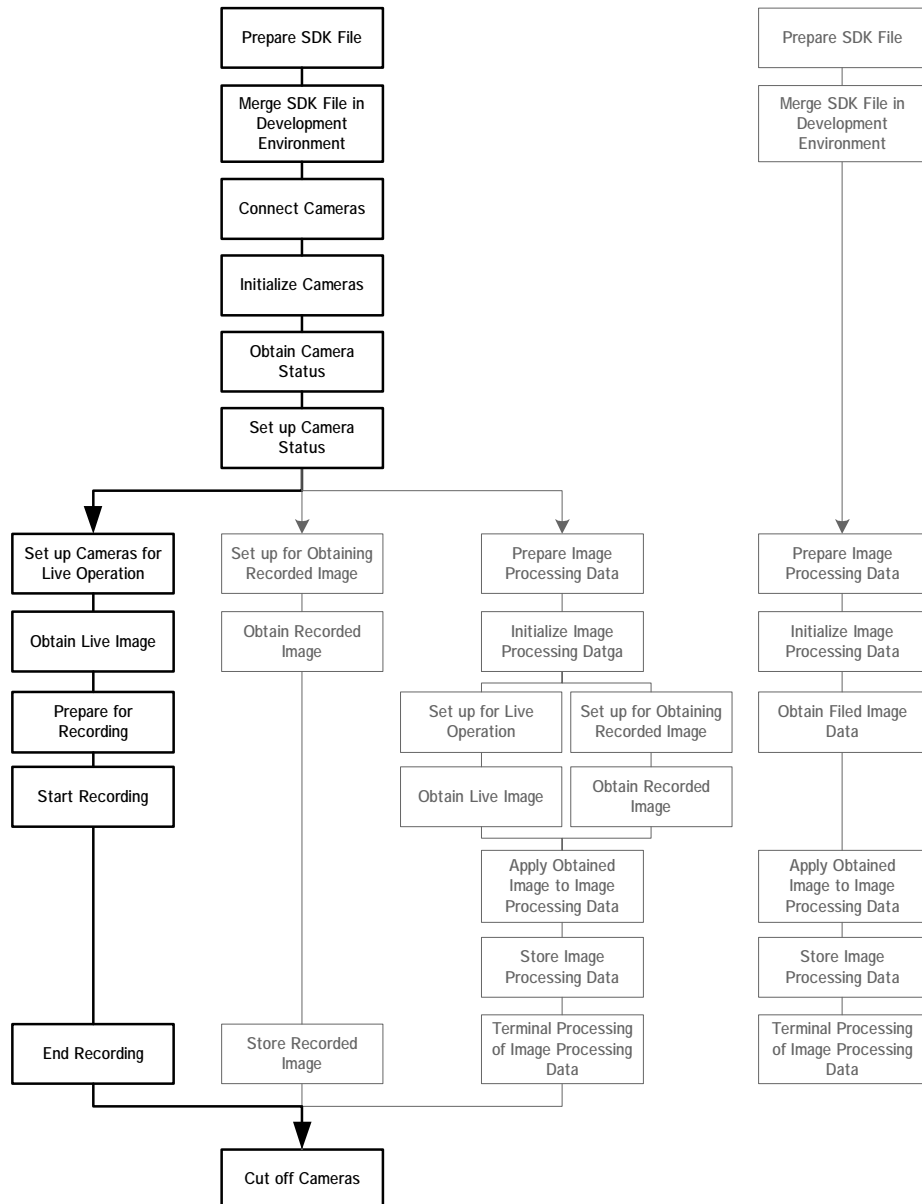 Prepare SDK File
Prepare SDK File
Merge SDK File in
Development
Environment
Merge SDK File in
Development
Environment
Connect Cameras
Initialize Cameras
Obtain Camera
Status
Set up Camera
Status
Set up Cameras for
Live Operation
Set up for Obtaining
Recorded Image
Prepare Image
Processing Data
Prepare Image
Processing Data
Obtain Live Image
Obtain Recorded
Image
Initialize Image
Processing Datga
Initialize Image
Processing Data
Prepare for
Recording
Set up for Live
Operation
Set up for Obtaining
Recorded Image
Obtain Filed Image
Data
Start Recording
Obtain Live Image
Obtain Recorded
Image
Apply Obtained
Image to Image
Processing Data
Apply Obtained
Image to Image
Processing Data
Store Image
Processing Data
Store Image
Processing Data
End Recording
Store Recorded
Image
Terminal Processing
of Image Processing
Data
Terminal Processing
of Image Processing
Data
Cut off Cameras